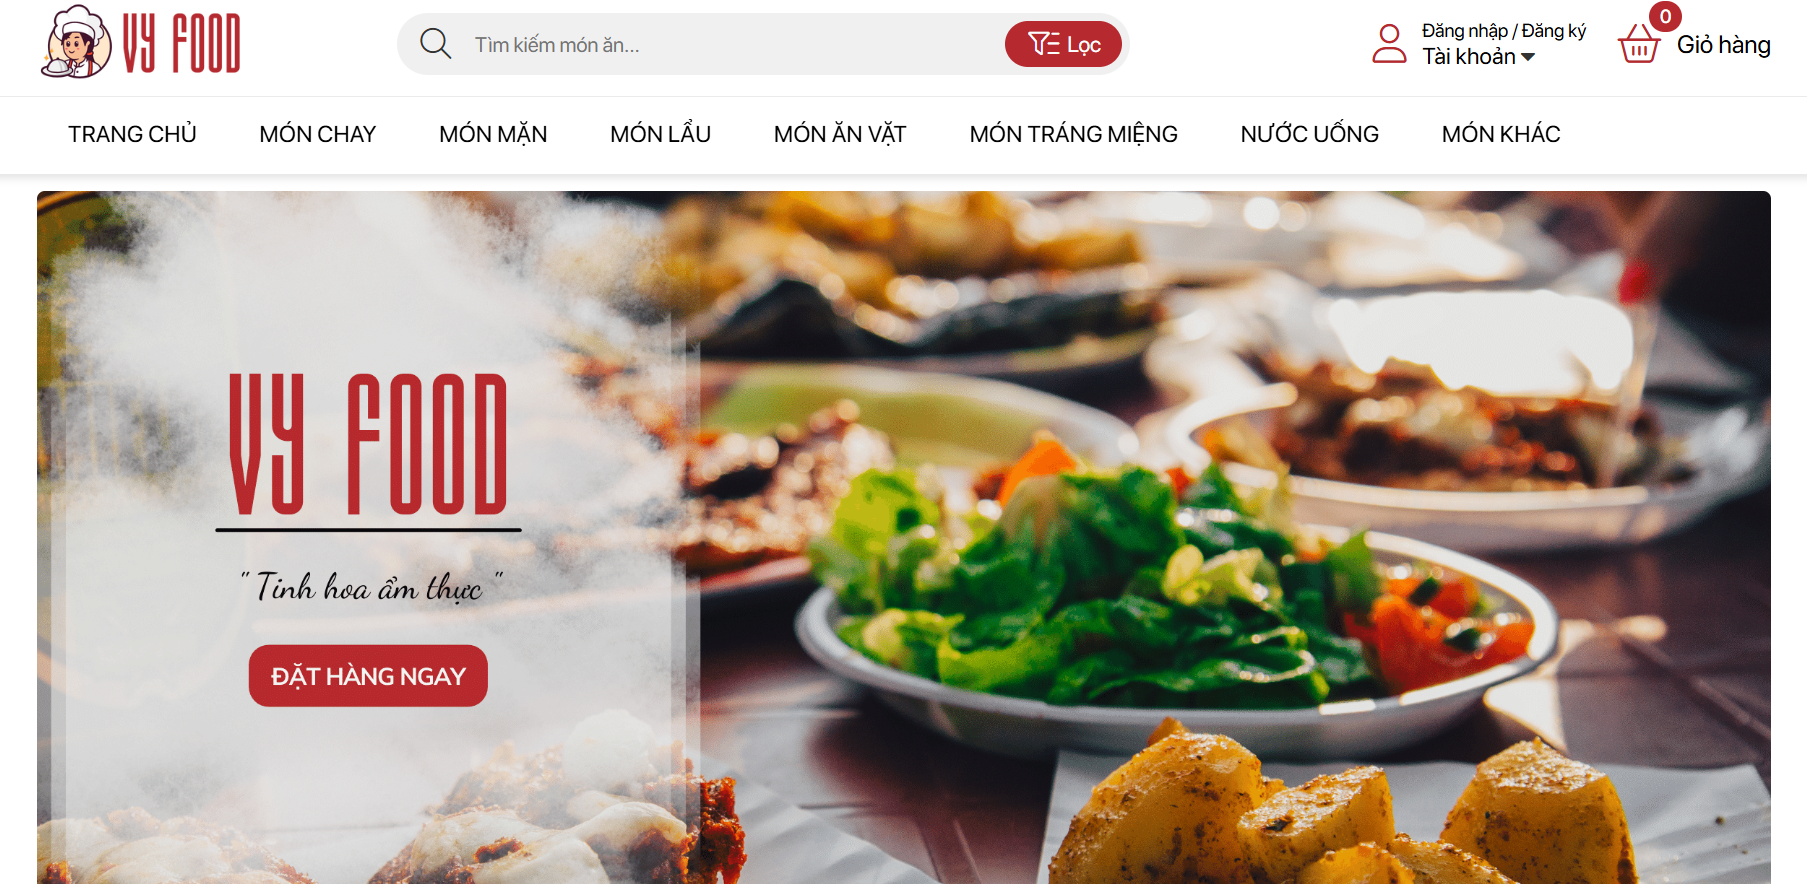 VY FOOD
Tìm kiếm món ăn...
Lọc
Đăng nhập / Đăng ký
Tài khoản
0
Giỏ hàng
TRANG CHỦ
MÓN CHAY
MÓN MẶN
MÓN LẨU
MÓN ĂN VẶT
MÓN TRÁNG MIỆNG
NƯỚC UỐNG
MÓN KHÁC
VY FOOD
" Tinh hoa ẩm thực "
ĐẶT HÀNG NGAY